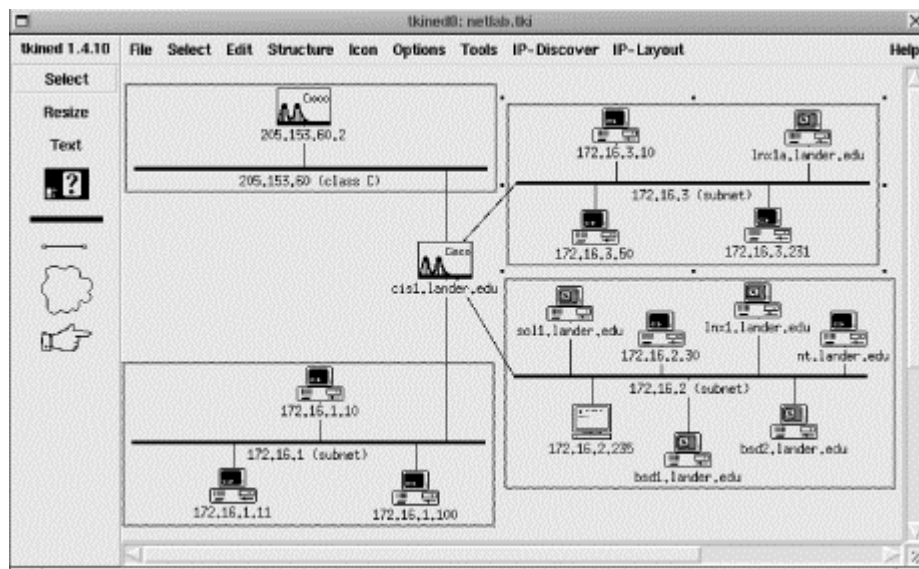 tkined0: netlab.tki
tkined 1.4.10 File Select Edit Structure Icon Options Tools IP-Discover IP-Layout Help
Select
Resize
Text
?
Cisco
205.153.60.2
205.153.60 (class C)
172.16.3.10
lnx1a.lander.edu
172.16.3 (subnet)
172.16.3.50
172.16.3.231
Cisco
cis1.lander.edu
sol1.lander.edu
172.16.2.30
lnx1.lander.edu
nt.lander.edu
172.16.2 (subnet)
172.16.2.235
bsd1.lander.edu
bsd2.lander.edu
172.16.1.10
172.16.1 (subnet)
172.16.1.11
172.16.1.100